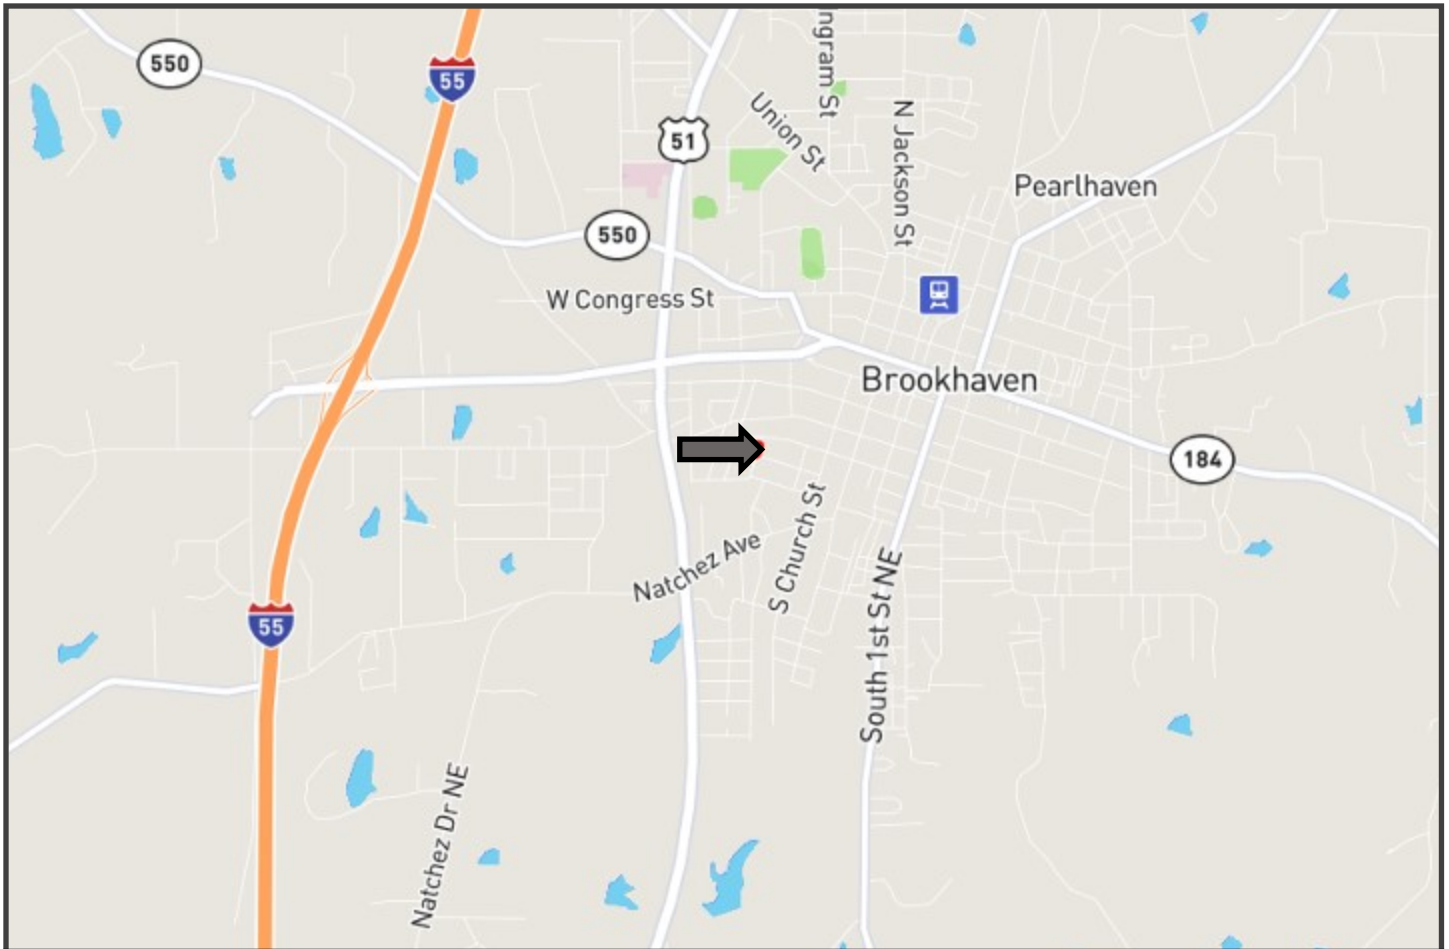 ngram St
550
55
51
Union St
N Jackson St
Pearlhaven
550
W Congress St
Brookhaven
184
Natchez Ave
S Church St
South 1st St NE
55
Natchez Dr NE